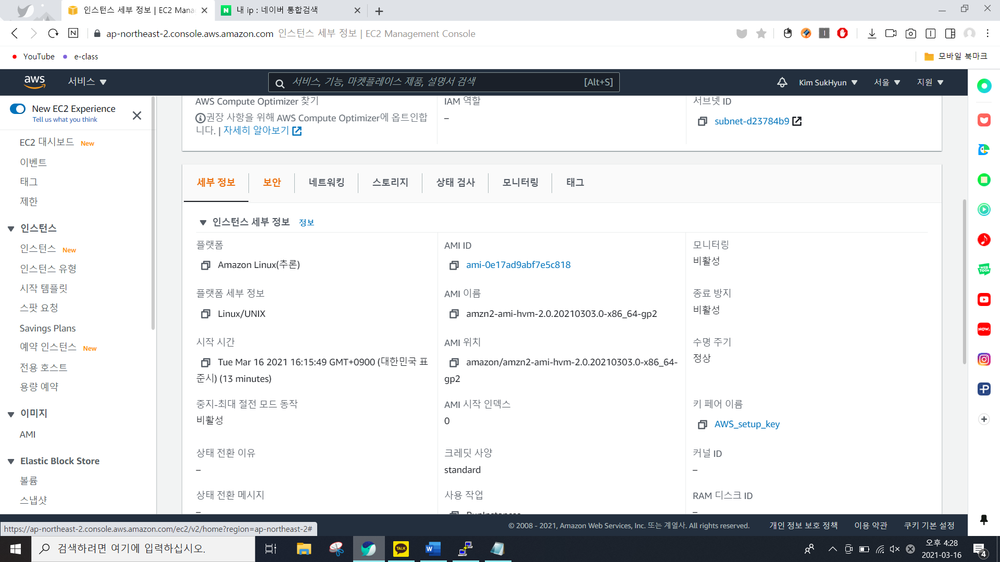 인스턴스 세부 정보 | EC2 Mana
내 ip : 네이버 통합검색
ap-northeast-2.console.aws.amazon.com 인스턴스 세부 정보 | EC2 Management Console
YouTube
e-class
모바일 북마크
aws
서비스
서비스, 기능, 마켓플레이스 제품, 설명서 검색
[Alt+S]
Kim SukHyun
서울
지원
New EC2 Experience
Tell us what you think
EC2 대시보드 New
이벤트
태그
제한
인스턴스
인스턴스 New
인스턴스 유형
시작 템플릿
스팟 요청
Savings Plans
예약 인스턴스 New
전용 호스트
용량 예약
이미지
AMI
Elastic Block Store
볼륨
스냅샷
AWS Compute Optimizer 찾기
권장 사항을 위해 AWS Compute Optimizer에 옵트인합
니다. | 자세히 알아보기
IAM 역할
–
서브넷 ID
subnet-d23784b9
세부 정보
보안
네트워킹
스토리지
상태 검사
모니터링
태그
인스턴스 세부 정보 정보
플랫폼
Amazon Linux(추론)
AMI ID
ami-0e17ad9abf7e5c818
모니터링
비활성
플랫폼 세부 정보
Linux/UNIX
AMI 이름
amzn2-ami-hvm-2.0.20210303.0-x86_64-gp2
종료 방지
비활성
시작 시간
Tue Mar 16 2021 16:15:49 GMT+0900 (대한민국 표
준시) (13 minutes)
AMI 위치
amazon/amzn2-ami-hvm-2.0.20210303.0-x86_64-
gp2
수명 주기
정상
중지-최대 절전 모드 동작
비활성
AMI 시작 인덱스
0
키 페어 이름
AWS_setup_key
상태 전환 이유
–
크레딧 사양
standard
커널 ID
–
상태 전환 메시지
–
사용 작업
RunInstances
RAM 디스크 ID
–
WEB
TOON
NOW.
https://ap-northeast-2.console.aws.amazon.com/ec2/v2/home?region=ap-northeast-2#
© 2008 - 2021, Amazon Web Services, Inc. 또는 계열사. All rights reserved.
개인 정보 보호 정책
이용 약관
쿠키 기본 설정
검색하려면 여기에 입력하십시오.
TALK
오후 4:28
2021-03-16
4